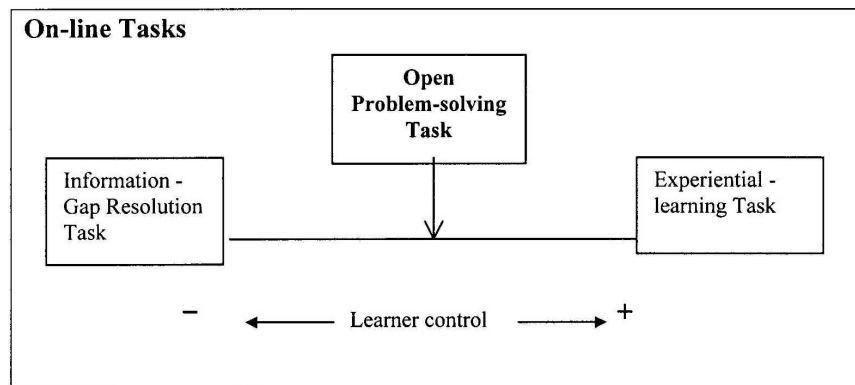 On-line Tasks
Open
Problem-solving
Task
Information -
Gap Resolution
Task
Experiential -
learning Task
− Learner control +